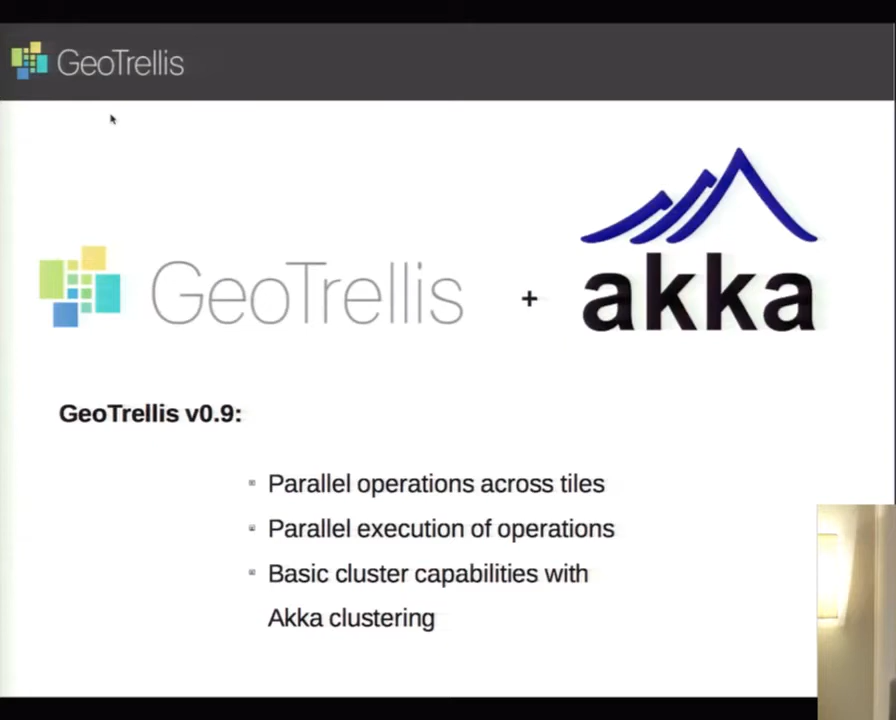 GeoTrellis
GeoTrellis + akka
GeoTrellis v0.9:
Parallel operations across tiles
Parallel execution of operations
Basic cluster capabilities with
Akka clustering